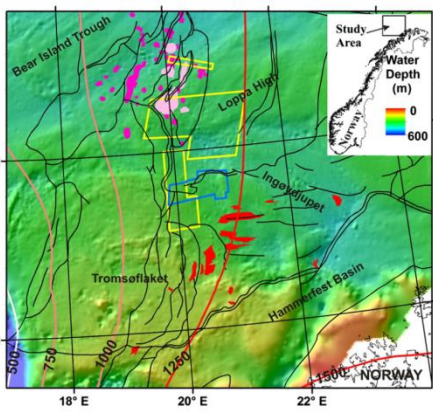 Bear Island Trough
Study
Area
Norway
Water
Depth
(m)
0
600
Loppa High
Ingøydjupet
Tromsøflaket
Hammerfest Basin
500
750
1000
1250
1500
NORWAY
18° E
20° E
22° E